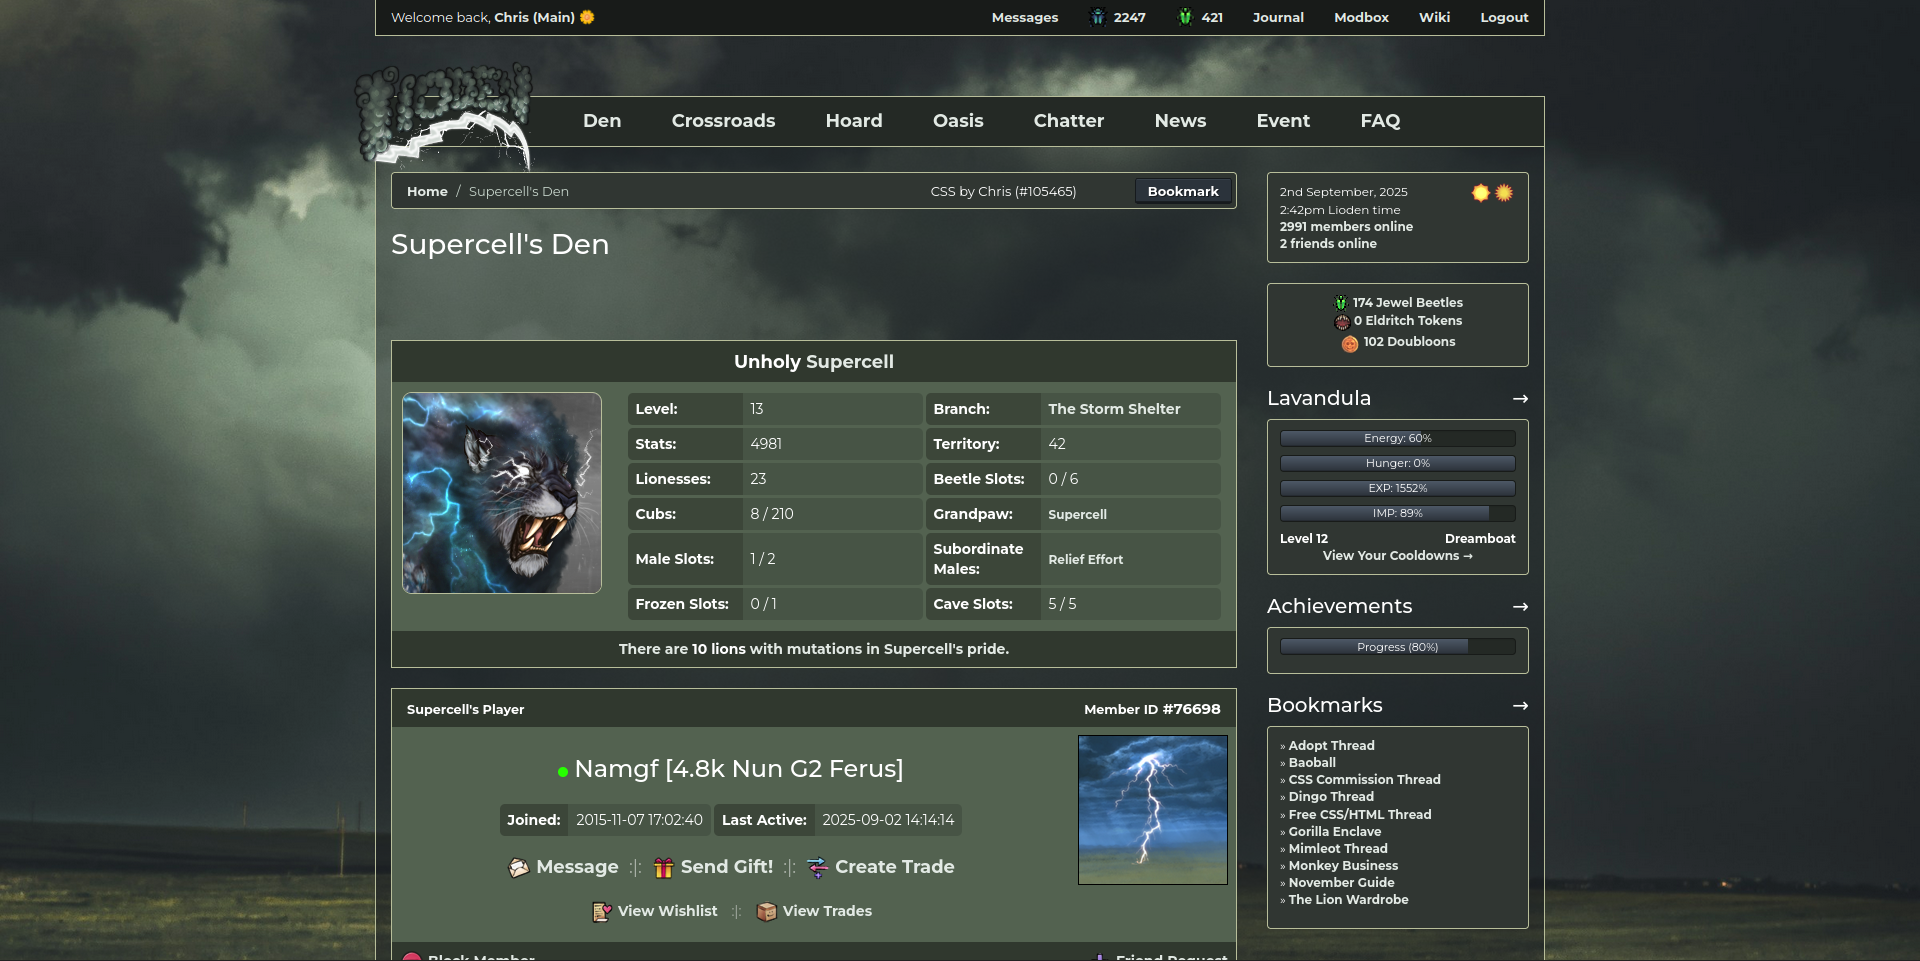 Welcome back, Chris (Main)
Messages 2247 421 Journal Modbox Wiki Logout
LIODEN
Den Crossroads Hoard Oasis Chatter News Event FAQ
Home / Supercell's Den CSS by Chris (#105465) Bookmark
Supercell's Den
Unholy Supercell
Level: 13 Branch: The Storm Shelter
Stats: 4981 Territory: 42
Lionesses: 23 Beetle Slots: 0 / 6
Cubs: 8 / 210 Grandpaw: Supercell
Male Slots: 1 / 2 Subordinate Males: Relief Effort
Frozen Slots: 0 / 1 Cave Slots: 5 / 5
There are 10 lions with mutations in Supercell's pride.
Supercell's Player Member ID #76698
Namgf [4.8k Nun G2 Ferus]
Joined: 2015-11-07 17:02:40 Last Active: 2025-09-02 14:14:14
Message :|: Send Gift! :|: Create Trade
View Wishlist :|: View Trades
Block Member Friend Request
2nd September, 2025
2:42pm Lioden time
2991 members online
2 friends online
174 Jewel Beetles
0 Eldritch Tokens
102 Doubloons
Lavandula →
Energy: 60%
Hunger: 0%
EXP: 1552%
IMP: 89%
Level 12 Dreamboat
View Your Cooldowns →
Achievements →
Progress (80%)
Bookmarks →
» Adopt Thread
» Baoball
» CSS Commission Thread
» Dingo Thread
» Free CSS/HTML Thread
» Gorilla Enclave
» Mimleot Thread
» Monkey Business
» November Guide
» The Lion Wardrobe